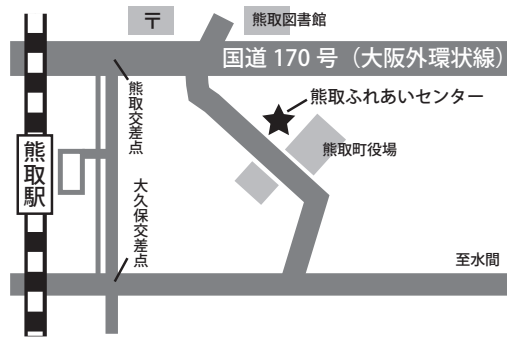 〒
熊取図書館
国道 170 号（大阪外環状線）
熊取ふれあいセンター
熊取交差点
熊取町役場
熊取駅
大久保交差点
至水間